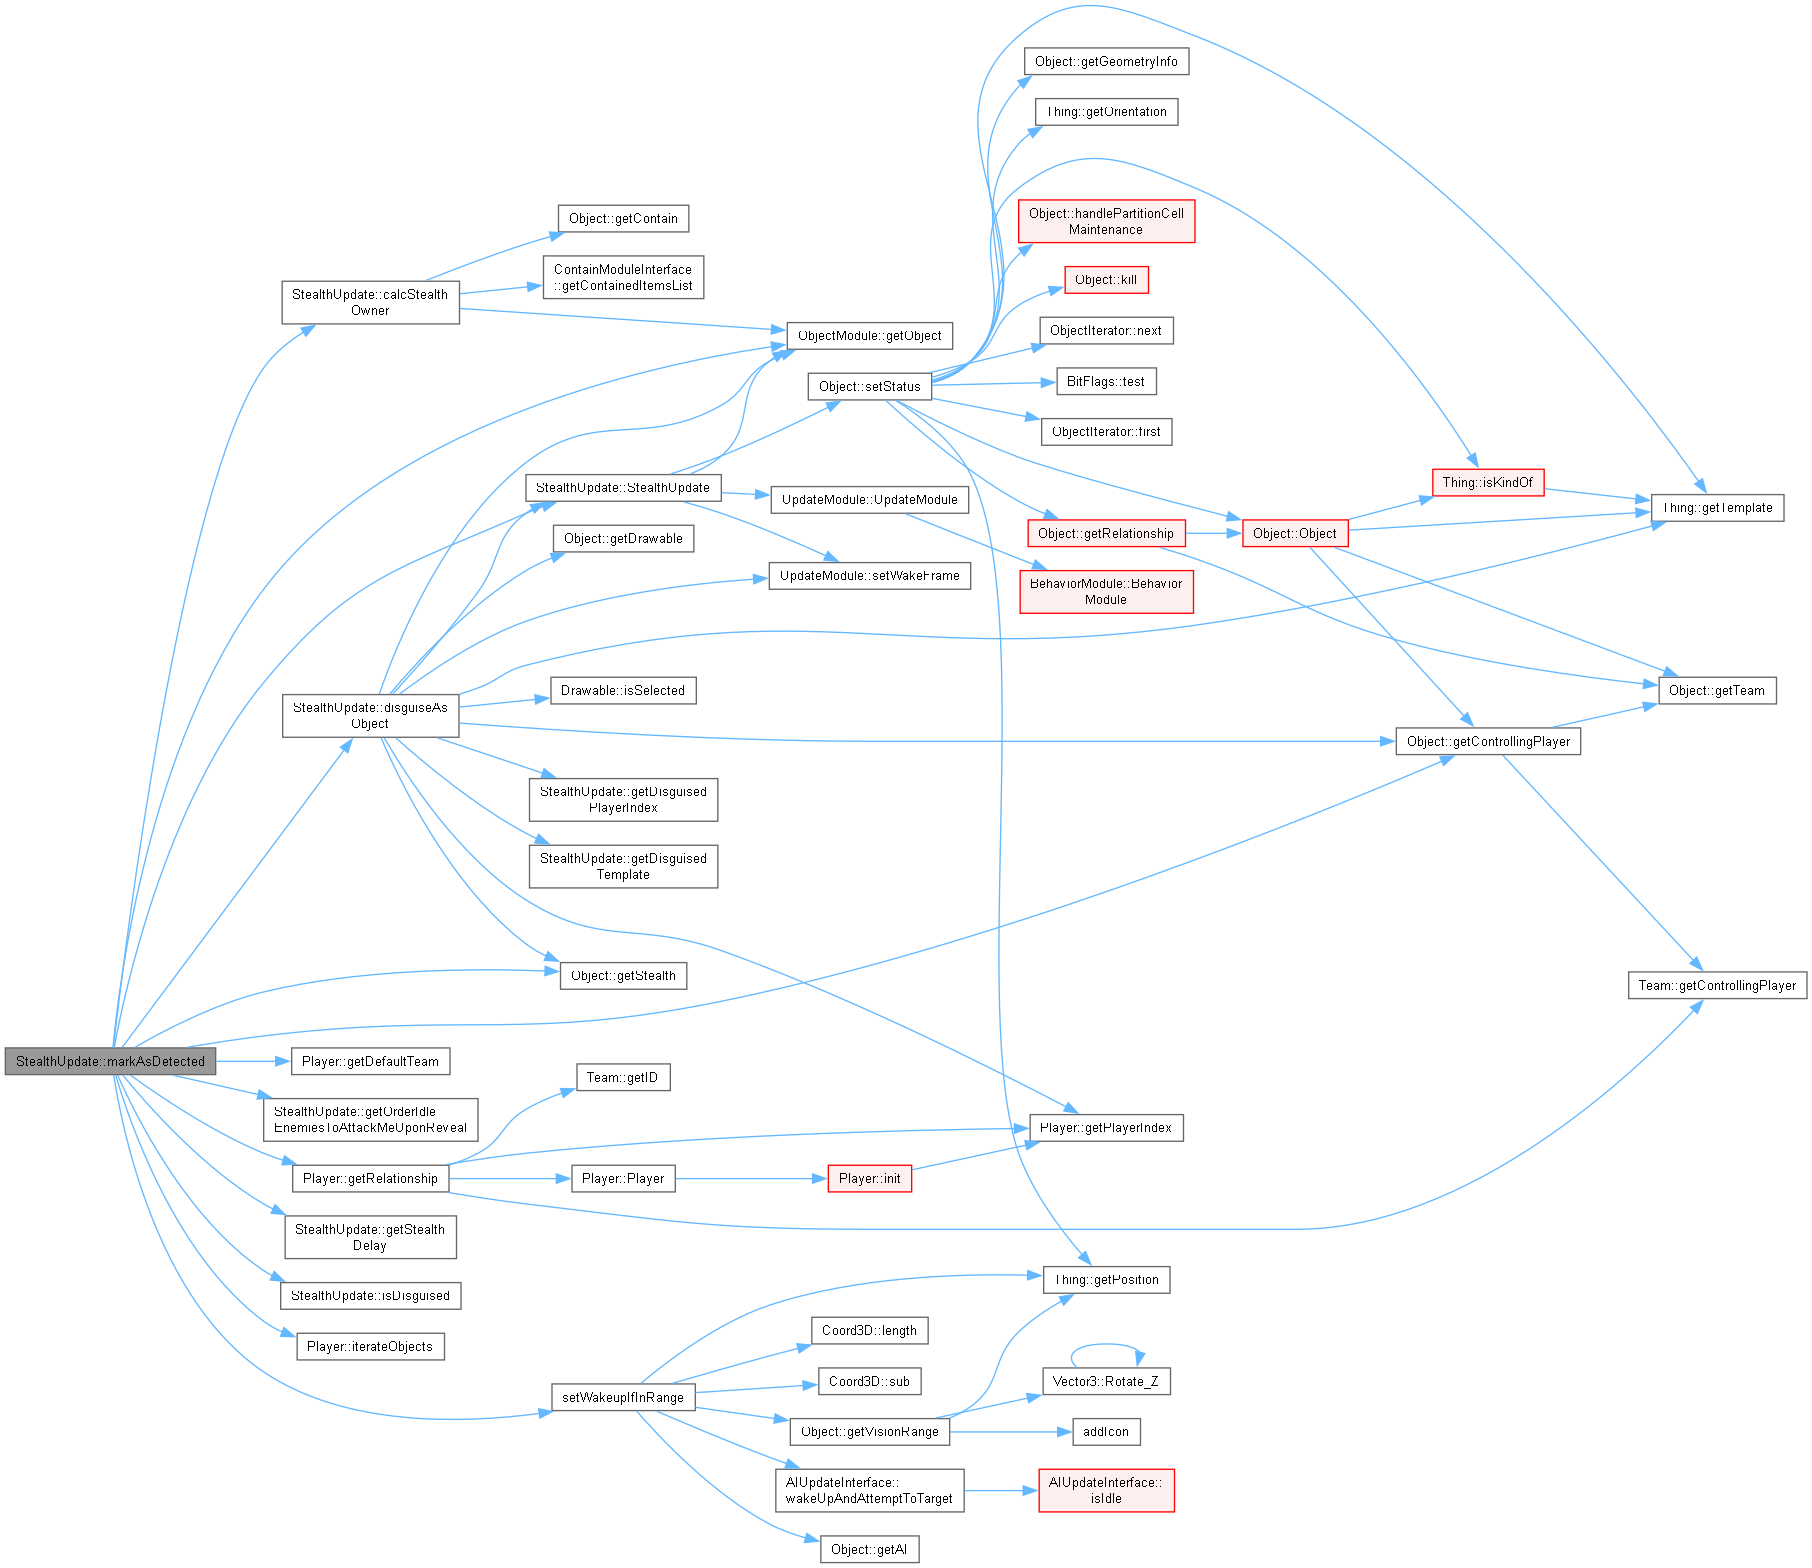 Object::getGeometryInfo
Thing::getOrientation
Object::handlePartitionCell
Maintenance
Object::getContain
ContainModuleInterface
::getContainedItemsList
Object::kill
StealthUpdate::calcStealth
Owner
ObjectModule::getObject
ObjectIterator::next
Object::setStatus
BitFlags::test
ObjectIterator::first
StealthUpdate::StealthUpdate
UpdateModule::UpdateModule
Thing::isKindOf
Thing::getTemplate
Object::getDrawable
Object::getRelationship
Object::Object
UpdateModule::setWakeFrame
BehaviorModule::Behavior
Module
Drawable::isSelected
Object::getTeam
StealthUpdate::disguiseAs
Object
Object::getControllingPlayer
StealthUpdate::getDisguised
PlayerIndex
StealthUpdate::getDisguised
Template
Object::getStealth
Team::getControllingPlayer
StealthUpdate::markAsDetected
Player::getDefaultTeam
Team::getID
StealthUpdate::getOrderIdle
EnemiesToAttackMeUponReveal
Player::getPlayerIndex
Player::getRelationship
Player::Player
Player::init
StealthUpdate::getStealth
Delay
Thing::getPosition
StealthUpdate::isDisguised
Coord3D::length
Player::iterateObjects
Coord3D::sub
Vector3::Rotate_Z
setWakeupIfInRange
Object::getVisionRange
addIcon
AIUpdateInterface::
wakeUpAndAttemptToTarget
AIUpdateInterface::
isIdle
Object::getAI